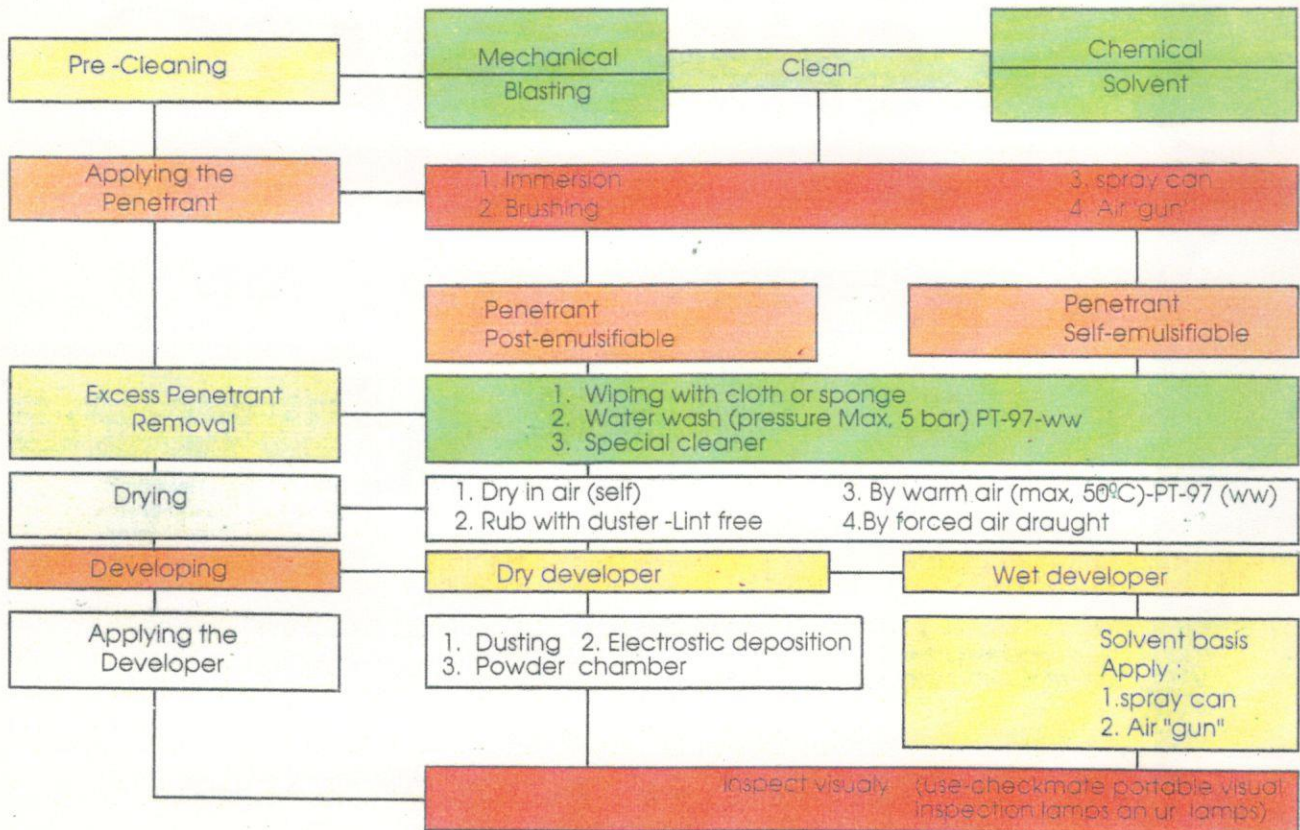 Pre -Cleaning
Mechanical
Blasting
Clean
Chemical
Solvent
Applying the
Penetrant
1. Immersion
2. Brushing
3. spray can
4. Air "gun"
Penetrant
Post-emulsifiable
Penetrant
Self-emulsifiable
Excess Penetrant
Removal
1. Wiping with cloth or sponge
2. Water wash (pressure Max, 5 bar) PT-97-ww
3. Special cleaner
Drying
1. Dry in air (self)
2. Rub with duster -Lint free
3. By warm air (max, 50ºC)-PT-97 (ww)
4.By forced air draught
Developing
Dry developer
Wet developer
Applying the
Developer
1. Dusting 2. Electrostic deposition
3. Powder chamber
Solvent basis
Apply :
1.spray can
2. Air "gun"
Inspect visualy (use-checkmate portable visual
inspection lamps an ur lamps)